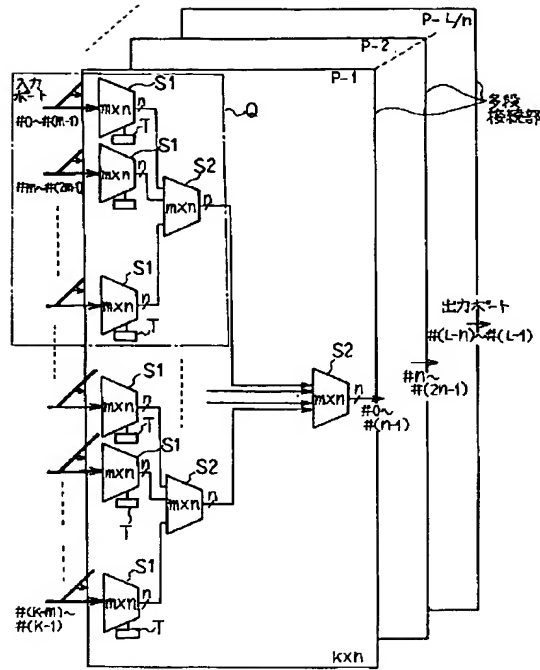 P-L/n
P-2
P-1
入力
ポート
S1
m×n
n
Q
#0~#(m-1)
T
S1
多段
接続部
#m~#(2m-1)
m×n
n
S2
m×n
n
S1
m×n
n
T
出力ポート
#(L-n)~#(L-1)
S1
m×n
n
T
S2
m×n
n
#n~
#(2n-1)
#0~
#(n-1)
S1
m×n
n
T
S2
m×n
n
S1
m×n
n
T
#(k-m)~
#(k-1)
k×n